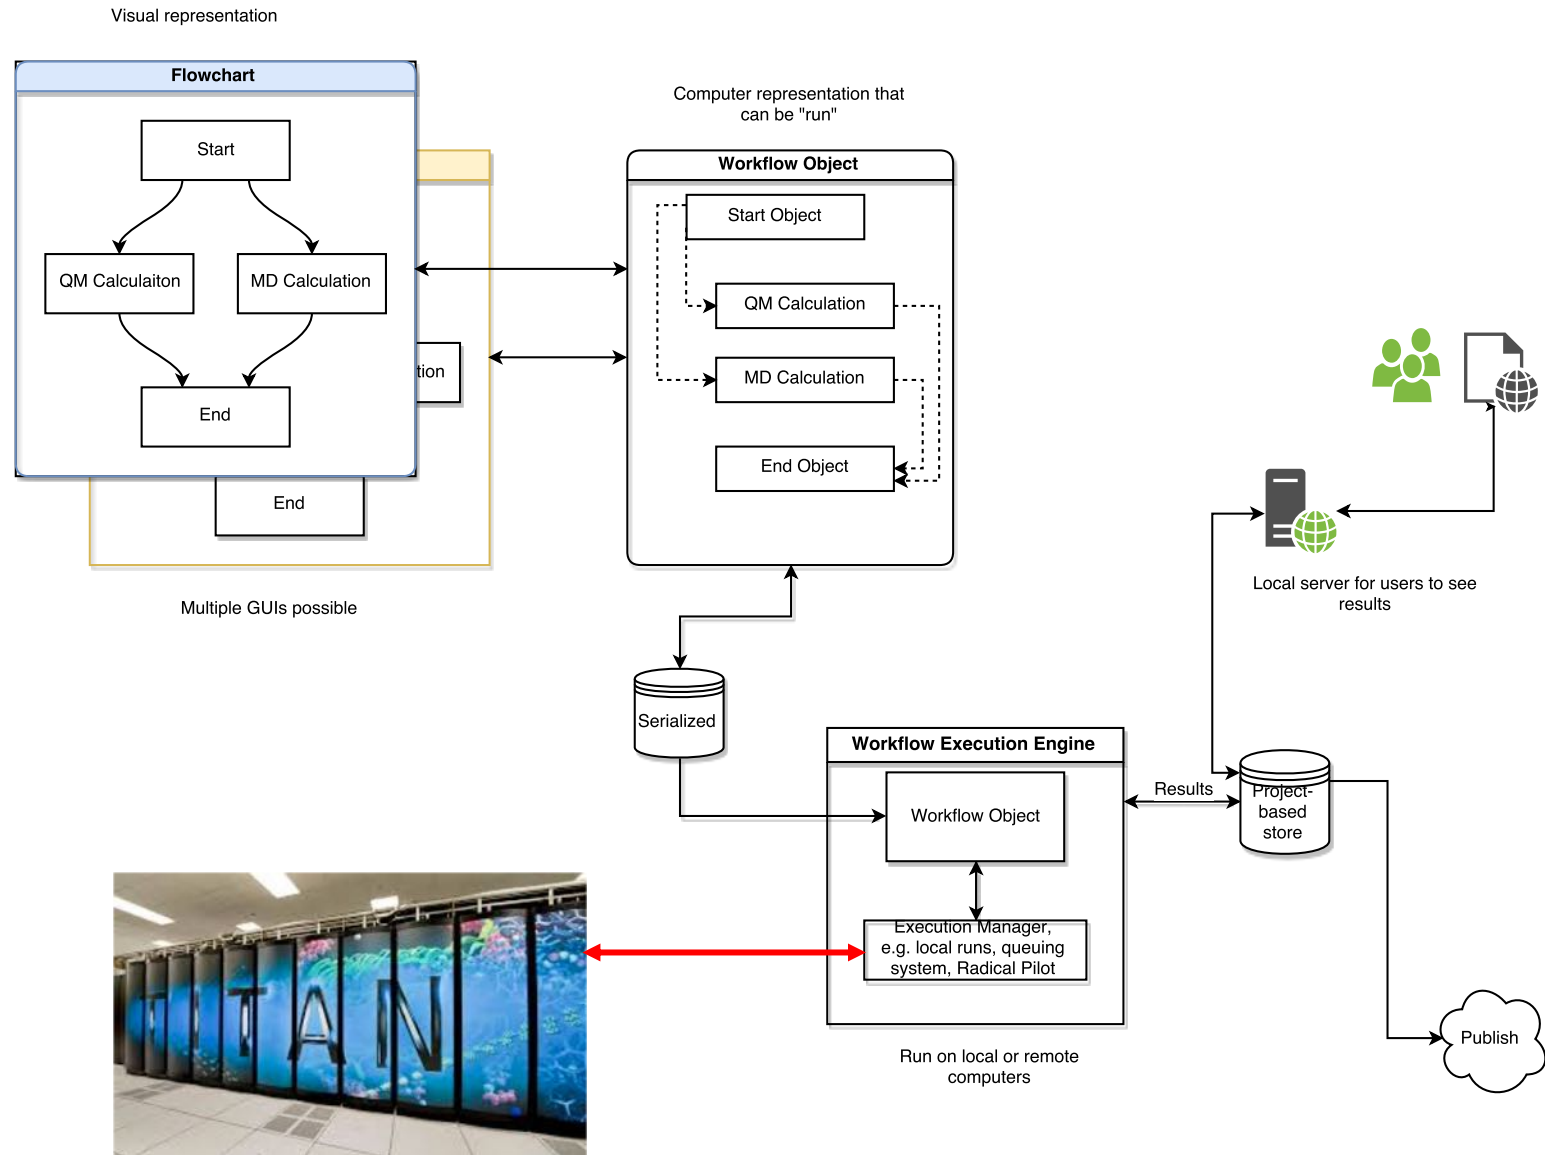 Visual representation
Flowchart
Start
QM Calculaiton
MD Calculation
End
tion
End
Multiple GUIs possible
Computer representation that
can be "run"
Workflow Object
Start Object
QM Calculation
MD Calculation
End Object
Serialized
Workflow Execution Engine
Workflow Object
Execution Manager,
e.g. local runs, queuing
system, Radical Pilot
Run on local or remote
computers
Results
Project-
based
store
Local server for users to see
results
Publish
TITAN